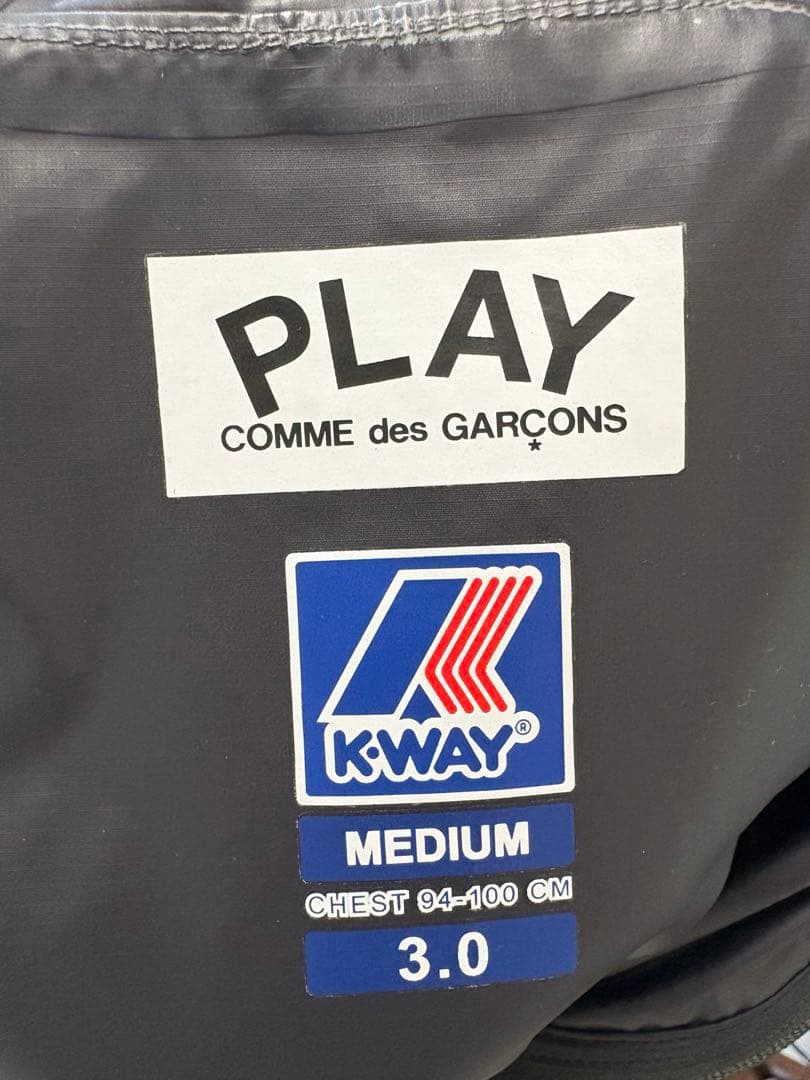 PLAY
COMME des GARÇONS
K·WAY®
MEDIUM
CHEST 94-100 CM
3.0